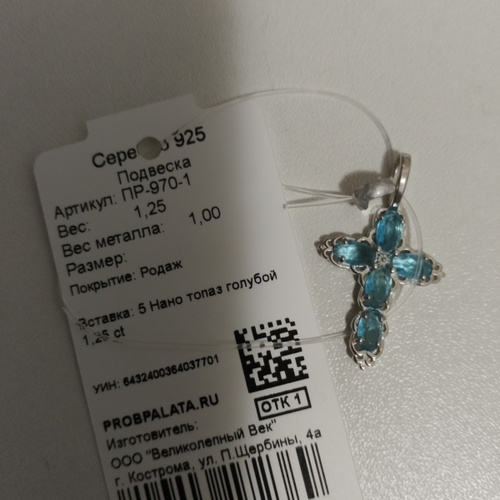 Серебро 925
Подвеска
Артикул: ПР-970-1
Вес: 1,25
Вес металла: 1,00
Размер:
Покрытие: Родаж
Вставка: 5 Нано топаз голубой
1,25 ct
УИН: 6432400364037701
PROBPALATA.RU
ОТК 1
Изготовитель:
ООО "Великолепный Век"
г. Кострома, ул. П.Щербины, 4а